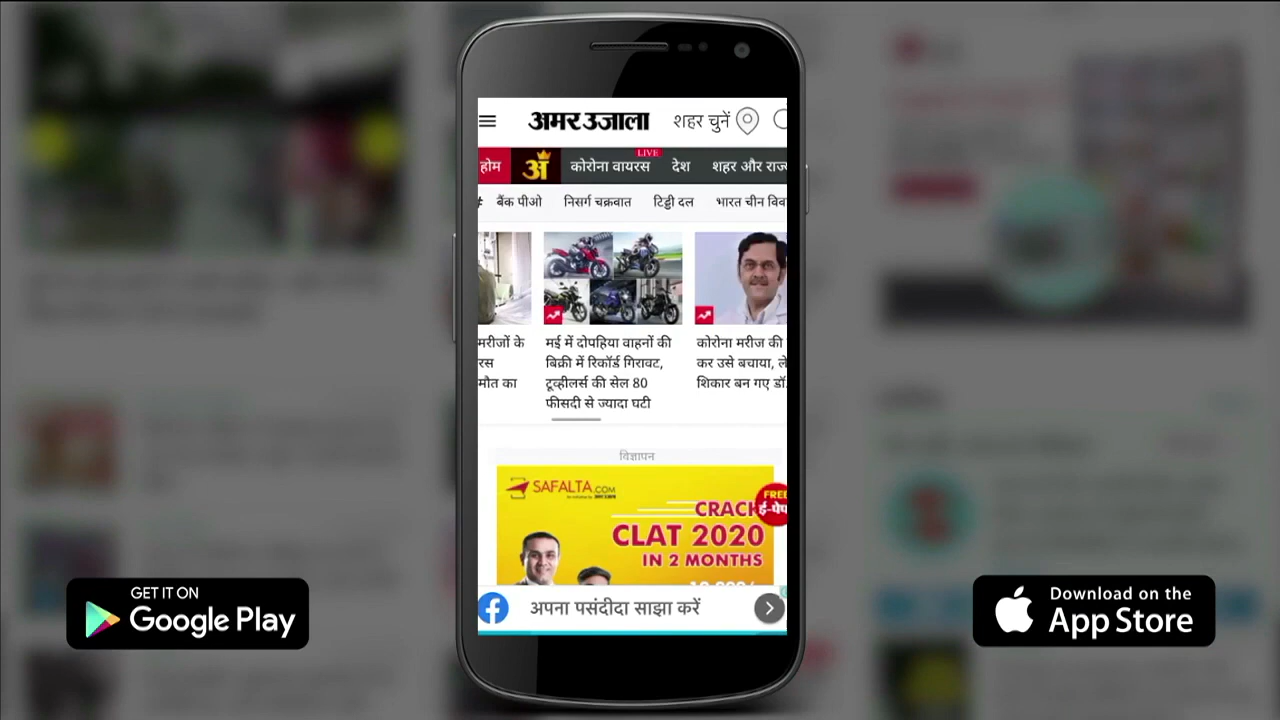 अमर उजाला शहर चुनें
होम अ कोरोना वायरस LIVE देश शहर और राज्य
# बैंक पीओ निसर्ग चक्रवात टिड्डी दल भारत चीन
मरीजों के
रस
मौत का
मई में दोपहिया वाहनों की
बिक्री में रिकॉर्ड गिरावट,
टूव्हीलर्स की सेल 80
फीसदी से ज्यादा घटी
कोरोना मरीज की
कर उसे बचाया,
शिकार बन गए डॉ.
विज्ञापन
SAFALTA.COM
CRACK
FREE
CLAT 2020
IN 2 MONTHS
अपना पसंदीदा साझा करें
GET IT ON
Google Play
Download on the
App Store